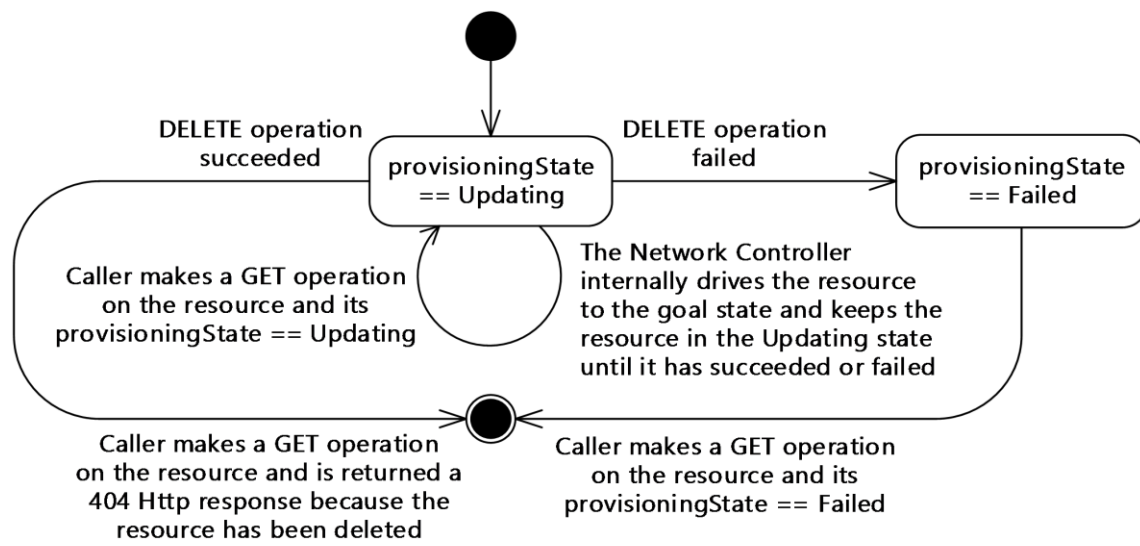 DELETE operation
succeeded
provisioningState
== Updating
DELETE operation
failed
provisioningState
== Failed
Caller makes a GET operation
on the resource and its
provisioningState == Updating
The Network Controller
internally drives the resource
to the goal state and keeps the
resource in the Updating state
until it has succeeded or failed
Caller makes a GET operation
on the resource and is returned a
404 Http response because the
resource has been deleted
Caller makes a GET operation
on the resource and its
provisioningState == Failed